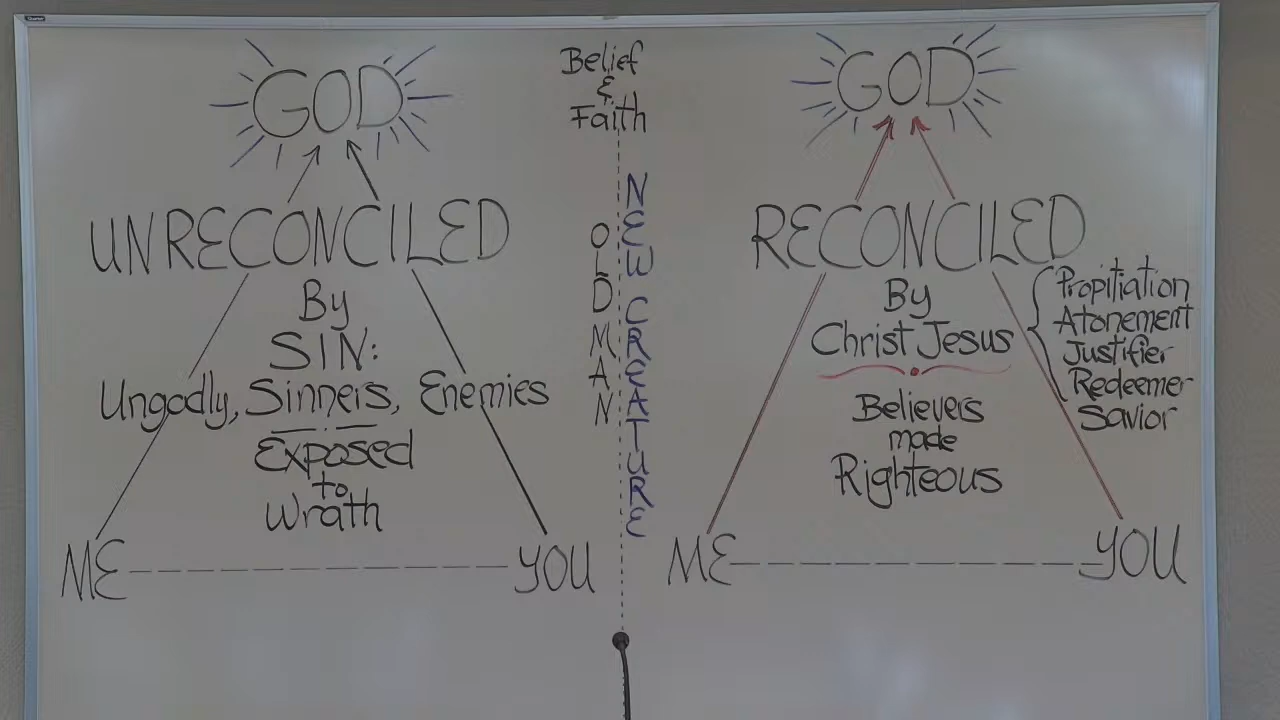 GOD
UNRECONCILED
By
SIN:
Ungodly, Sinners, Enemies
Exposed
to
Wrath
ME
YOU
Belief
&
Faith
OLD MAN
NEW CREATURE
GOD
RECONCILED
By
Christ Jesus
Believers
made
Righteous
Propitiation
Atonement
Justifier
Redeemer
Savior
ME
YOU